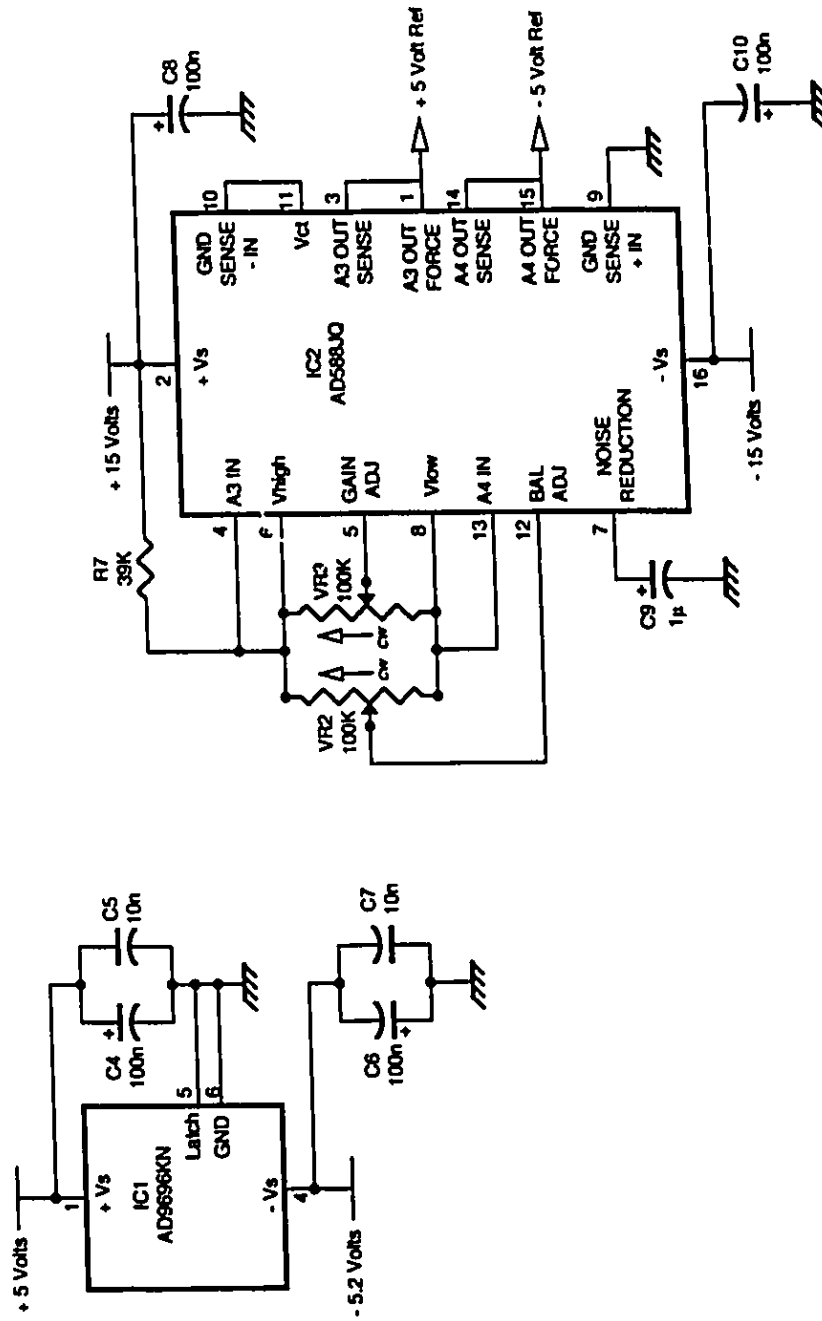 + 5 Volts
1
+ Vs
IC1
AD9696KN
Latch
5
GND
6
- Vs
4
- 5.2 Volts
C4
100n
+
C5
10n
C6
100n
+
C7
10n
+ 15 Volts
R7
39K
2
+ Vs
C8
100n
+
4
A3 IN
6
Vhigh
5
GAIN
ADJ
8
Vlow
13
A4 IN
12
BAL
ADJ
7
NOISE
REDUCTION
VR2
100K
cw
VR3
100K
cw
C9
1µ
+
IC2
AD588JQ
GND
SENSE
- IN
10
Vct
11
A3 OUT
SENSE
3
A3 OUT
FORCE
1
+ 5 Volt Ref
A4 OUT
SENSE
14
A4 OUT
FORCE
15
- 5 Volt Ref
GND
SENSE
+ IN
9
- Vs
16
- 15 Volts
C10
100n
+